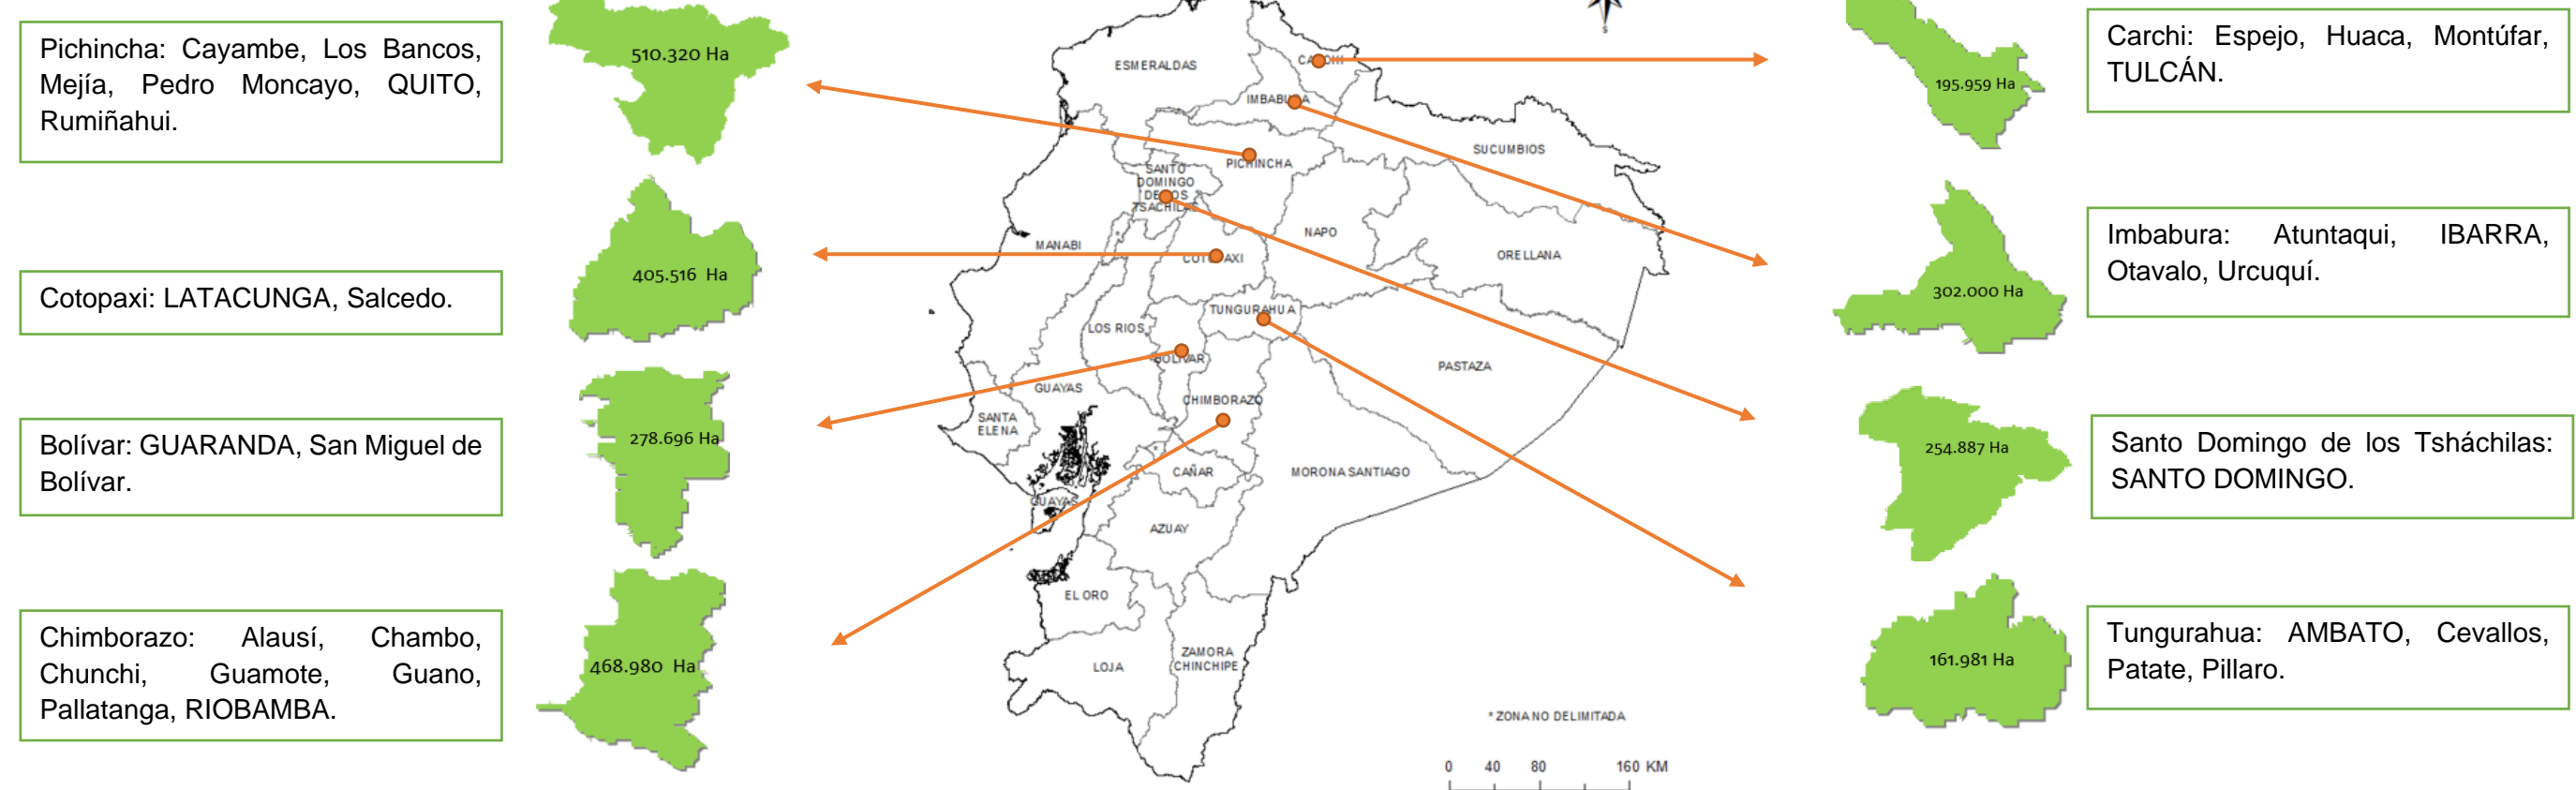 Pichincha: Cayambe, Los Bancos,
Mejía, Pedro Moncayo, QUITO,
Rumiñahui.
510.320 Ha
Cotopaxi: LATACUNGA, Salcedo.
405.516 Ha
Bolívar: GUARANDA, San Miguel de
Bolívar.
278.696 Ha
Chimborazo: Alausí, Chambo,
Chunchi, Guamote, Guano,
Pallatanga, RIOBAMBA.
468.980 Ha
S
ESMERALDAS
CARCHI
IMBABURA
SUCUMBIOS
PICHINCHA
SANTO
DOMINGO
DE LOS
TSACHILAS
NAPO
MANABI
ORELLANA
COTOPAXI
TUNGURAHUA
LOS RIOS
BOLIVAR
PASTAZA
GUAYAS
CHIMBORAZO
SANTA
ELENA
*
*
CAÑAR
MORONA SANTIAGO
GUAYAS
AZUAY
EL ORO
ZAMORA
CHINCHIPE
LOJA
* ZONA NO DELIMITADA
0 40 80 160 KM
195.959 Ha
Carchi: Espejo, Huaca, Montúfar,
TULCÁN.
302.000 Ha
Imbabura: Atuntaqui, IBARRA,
Otavalo, Urcuquí.
254.887 Ha
Santo Domingo de los Tsháchilas:
SANTO DOMINGO.
161.981 Ha
Tungurahua: AMBATO, Cevallos,
Patate, Pillaro.